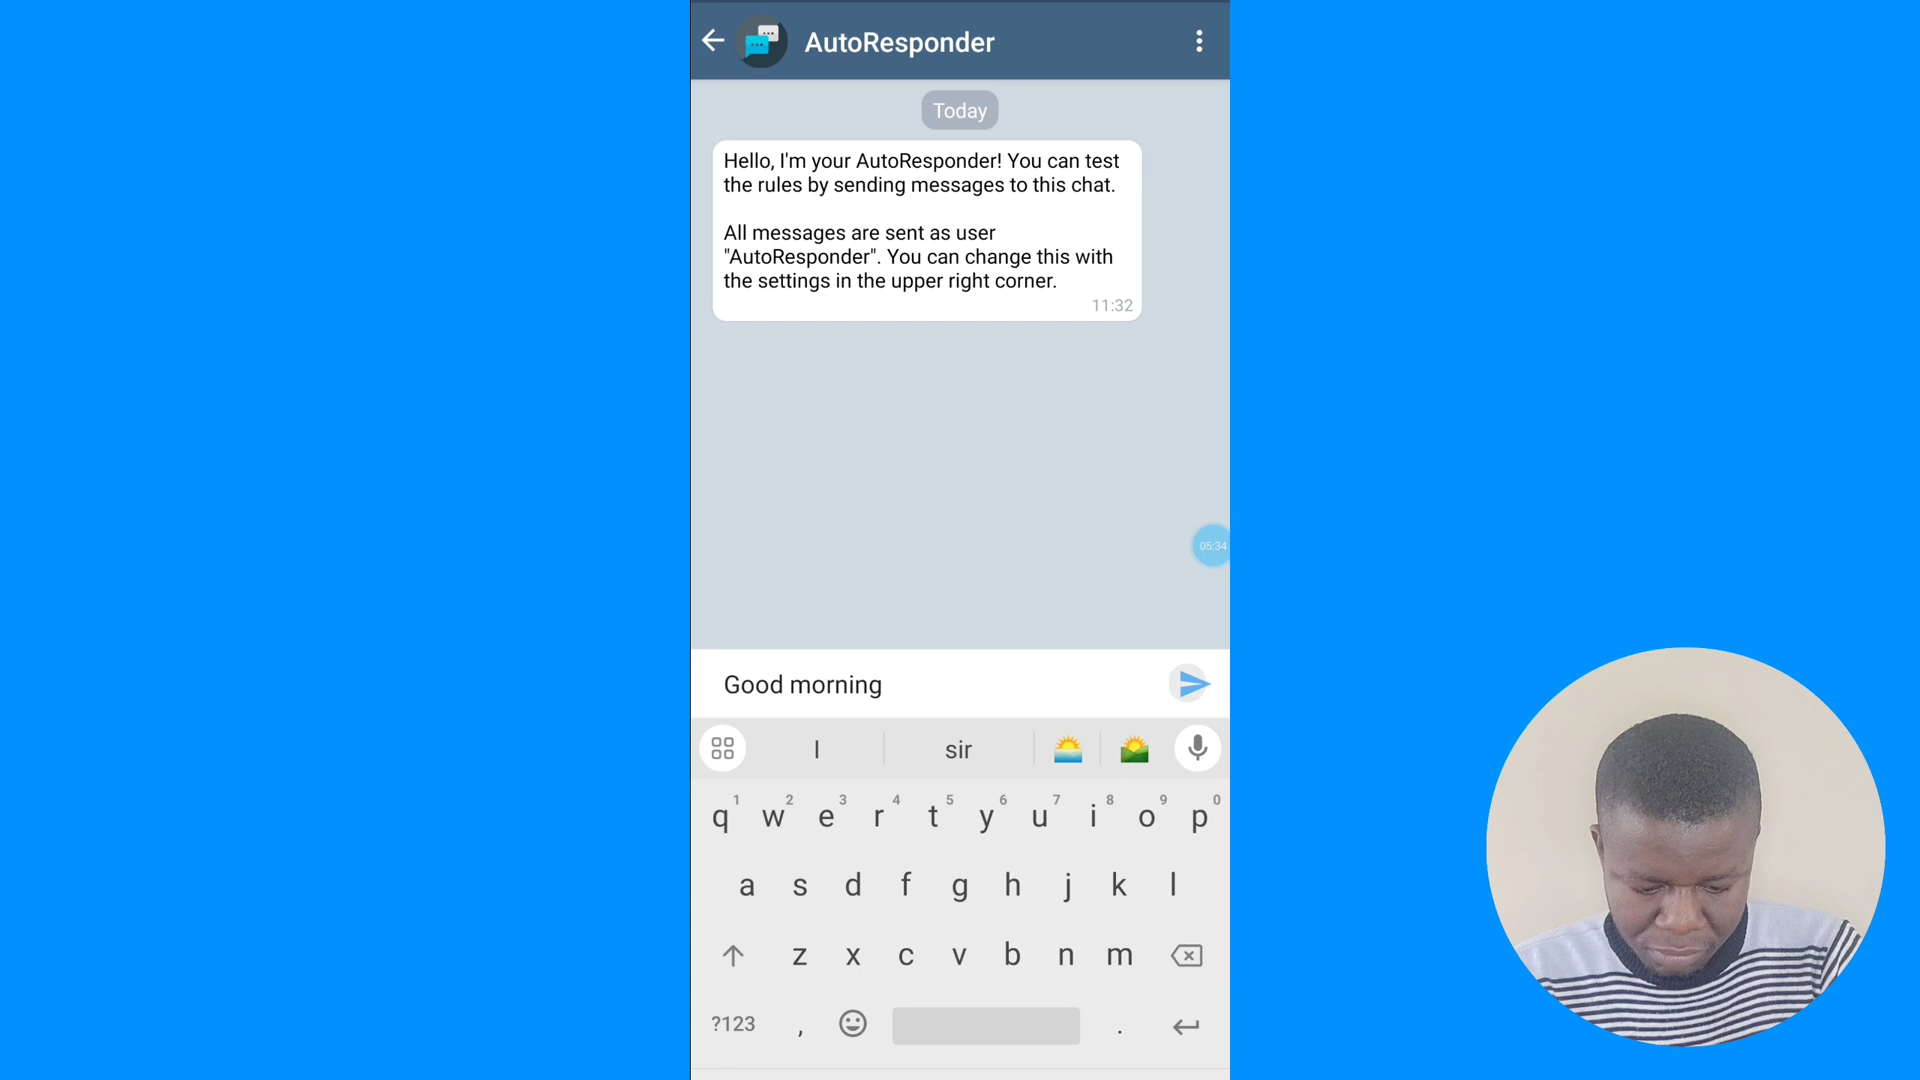 AutoResponder
Today
Hello, I'm your AutoResponder! You can test
the rules by sending messages to this chat.
All messages are sent as user
"AutoResponder". You can change this with
the settings in the upper right corner.
11:32
05:34
Good morning
I sir
1 2 3 4 5 6 7 8 9 0
q w e r t y u i o p
a s d f g h j k l
z x c v b n m
?123 , .